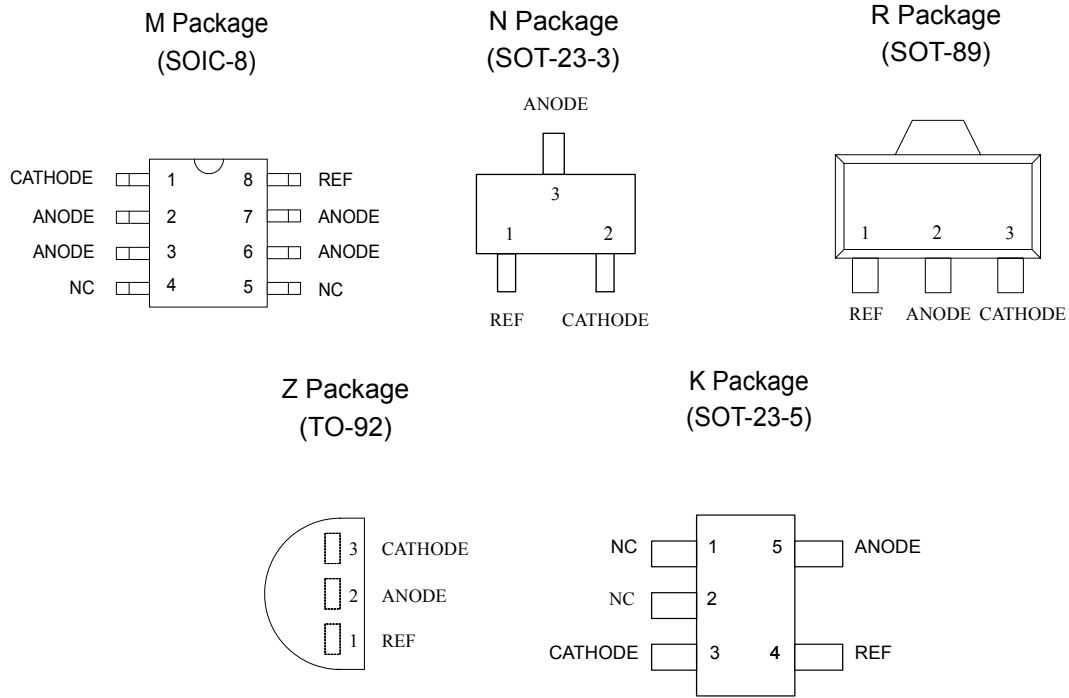 M Package
(SOIC-8)
CATHODE 1 8 REF
ANODE 2 7 ANODE
ANODE 3 6 ANODE
NC 4 5 NC
N Package
(SOT-23-3)
ANODE
3
1 2
REF CATHODE
R Package
(SOT-89)
1 2 3
REF ANODE CATHODE
Z Package
(TO-92)
3 CATHODE
2 ANODE
1 REF
K Package
(SOT-23-5)
NC 1 5 ANODE
NC 2
CATHODE 3 4 REF